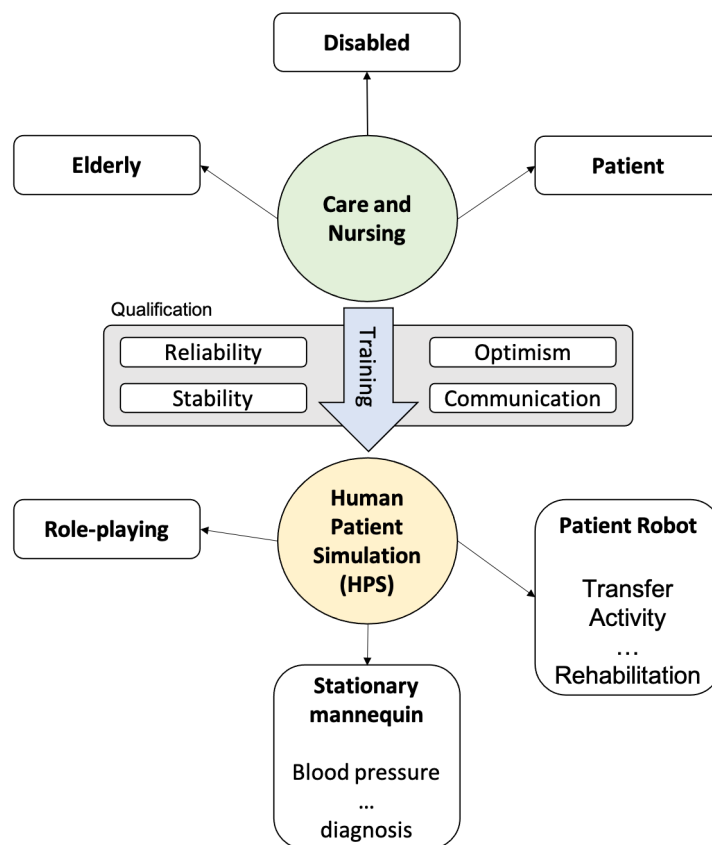 Disabled
Elderly
Patient
Care and
Nursing
Qualification
Training
Reliability
Optimism
Stability
Communication
Human
Patient
Simulation
(HPS)
Role-playing
Patient Robot
Transfer
Activity
…
Rehabilitation
Stationary
mannequin
Blood pressure
...
diagnosis